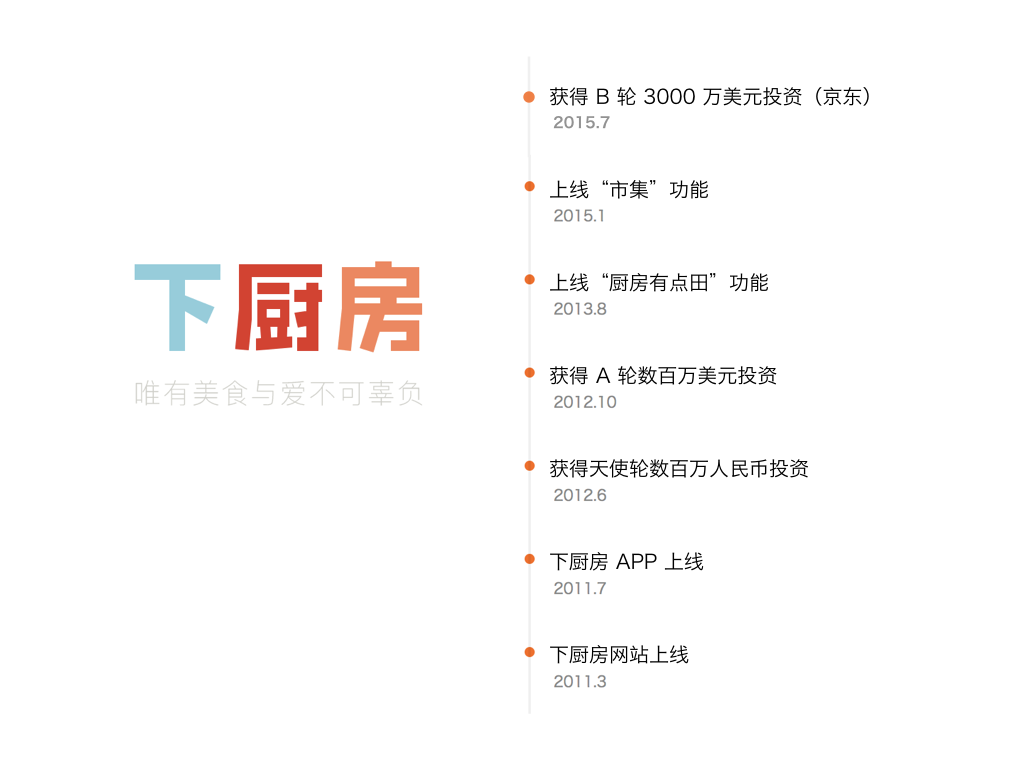 下厨房
唯有美食与爱不可辜负
获得 B 轮 3000 万美元投资（京东）
2015.7
上线“市集”功能
2015.1
上线“厨房有点田”功能
2013.8
获得 A 轮数百万美元投资
2012.10
获得天使轮数百万人民币投资
2012.6
下厨房 APP 上线
2011.7
下厨房网站上线
2011.3